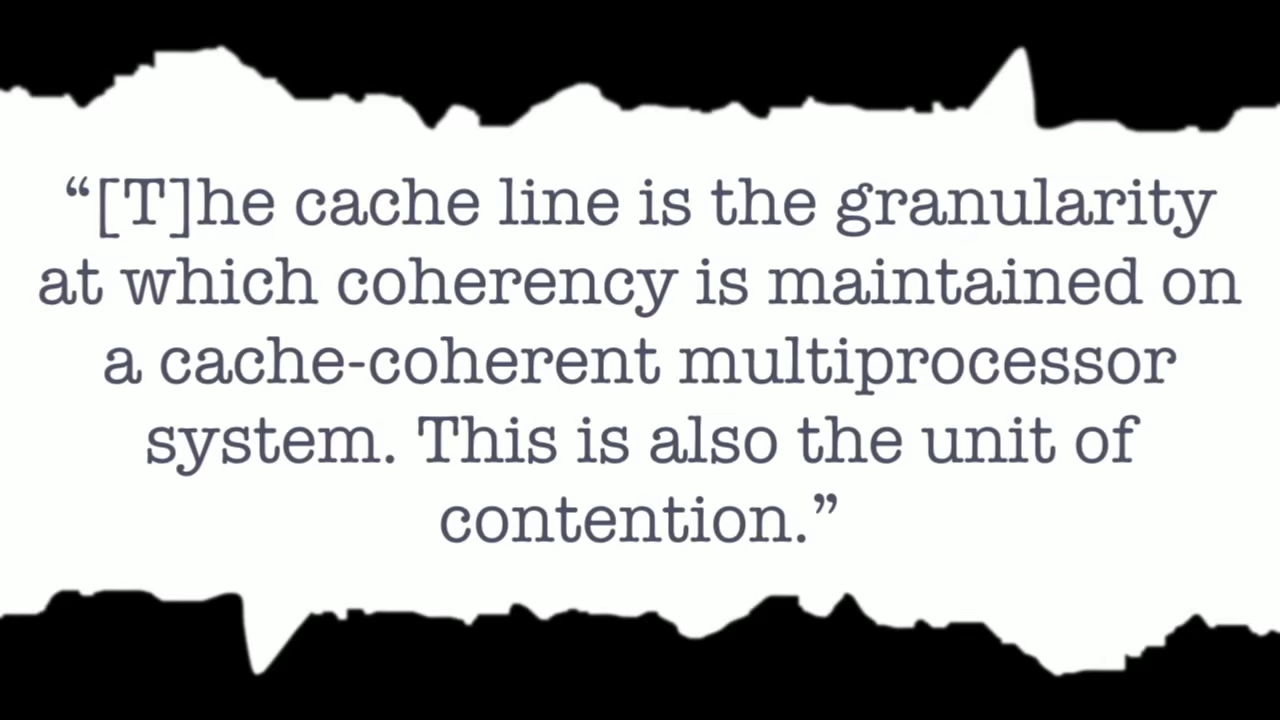 “[T]he cache line is the granularity
at which coherency is maintained on
a cache-coherent multiprocessor
system. This is also the unit of
contention.”